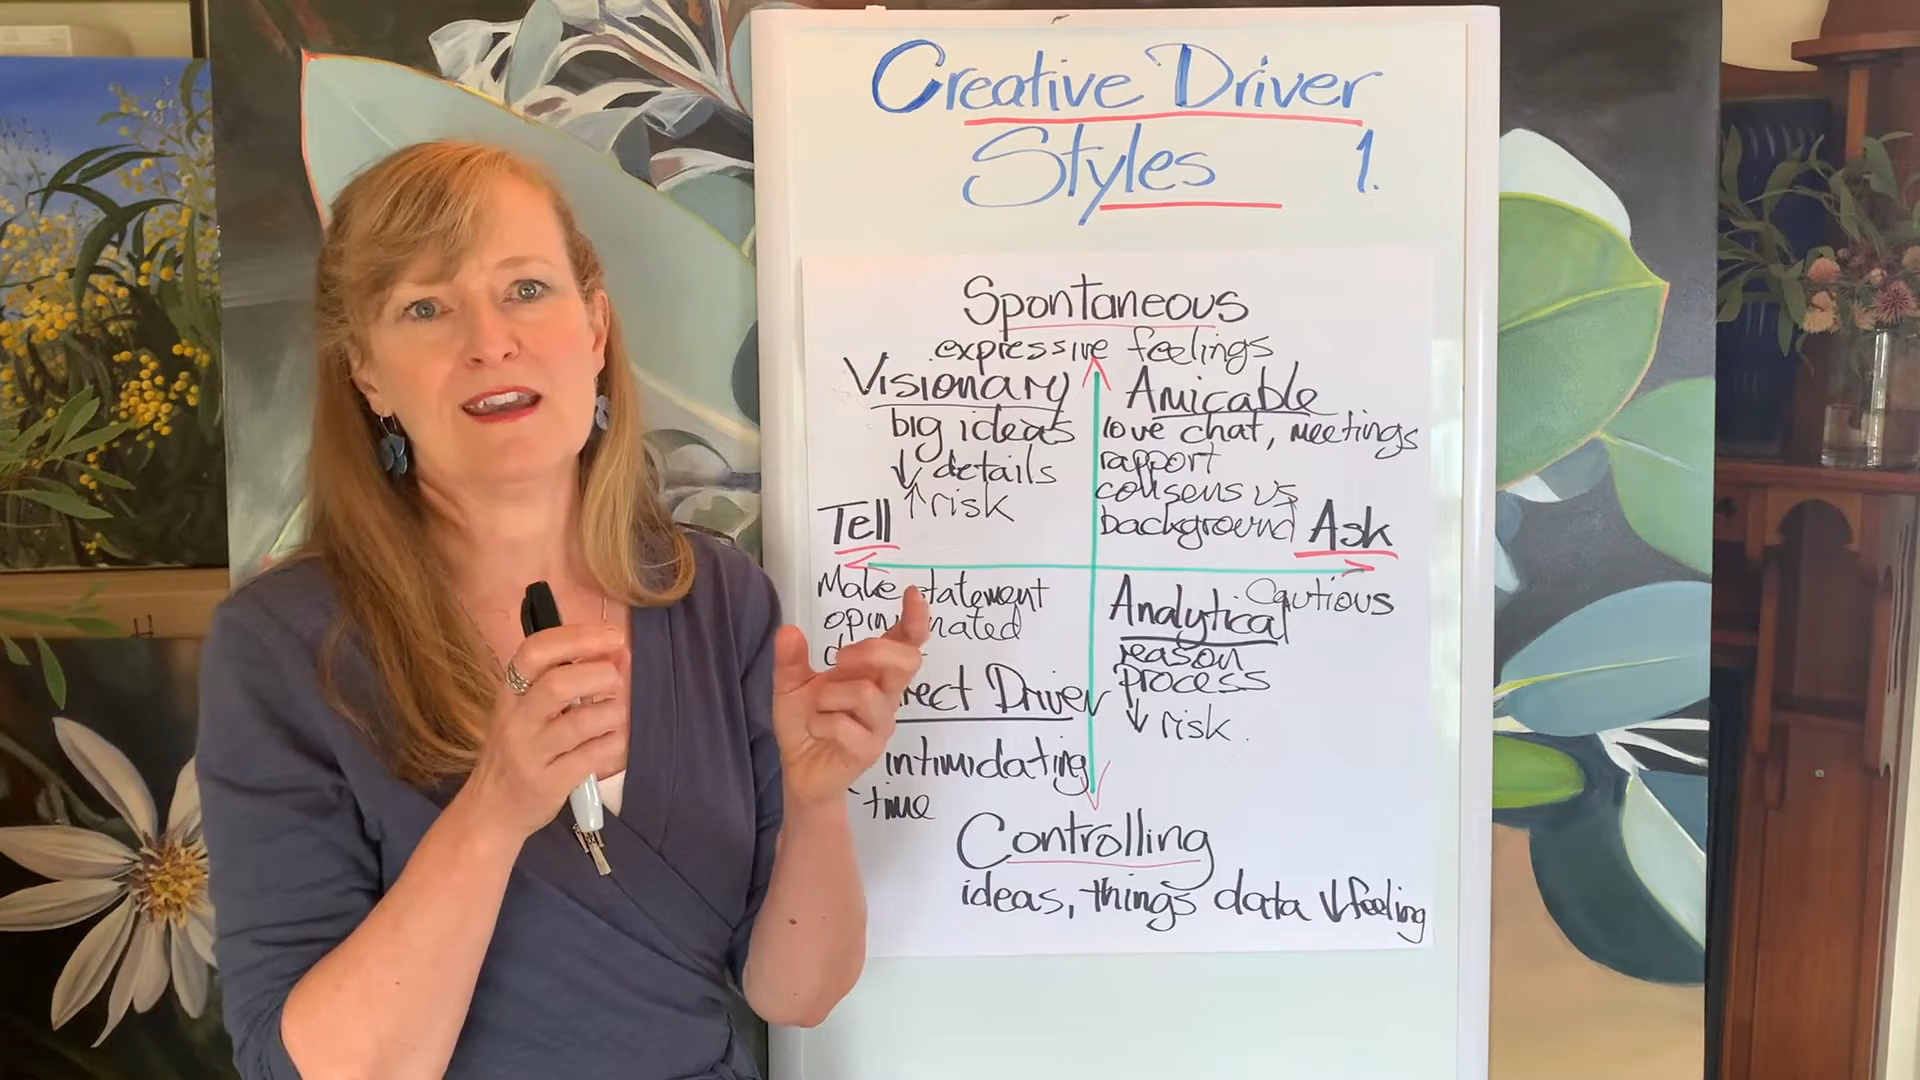 Creative Driver
Styles 1.
Spontaneous
expressive feelings
Visionary
big ideas
↓ details
↑ risk
Amicable
love chat, meetings
rapport
consensus
background
Tell
Ask
Make statement
opinionated
Cautious
Analytical
reason
process
↓ risk.
Driver
intimidating
time
Controlling
ideas, things data ↓ feeling